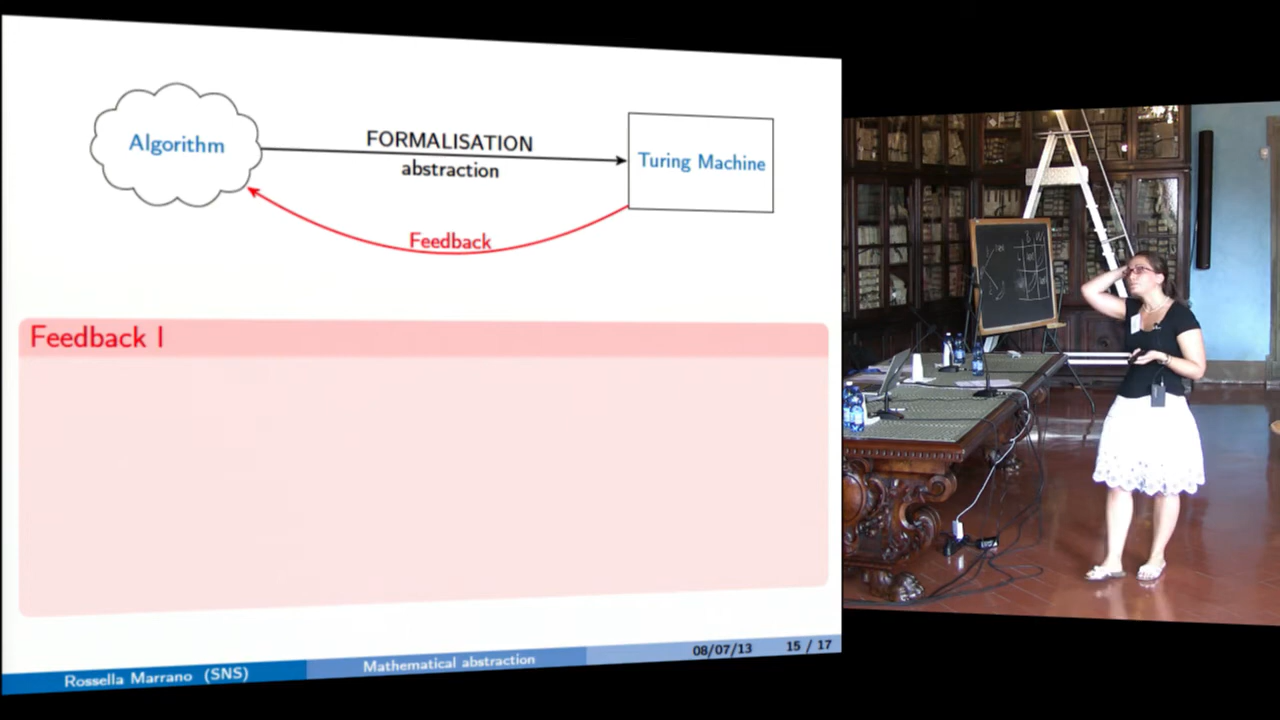 Algorithm
FORMALISATION
abstraction
Turing Machine
Feedback
Feedback I
Rossella Marrano (SNS)
Mathematical abstraction
08/07/13
15 / 17